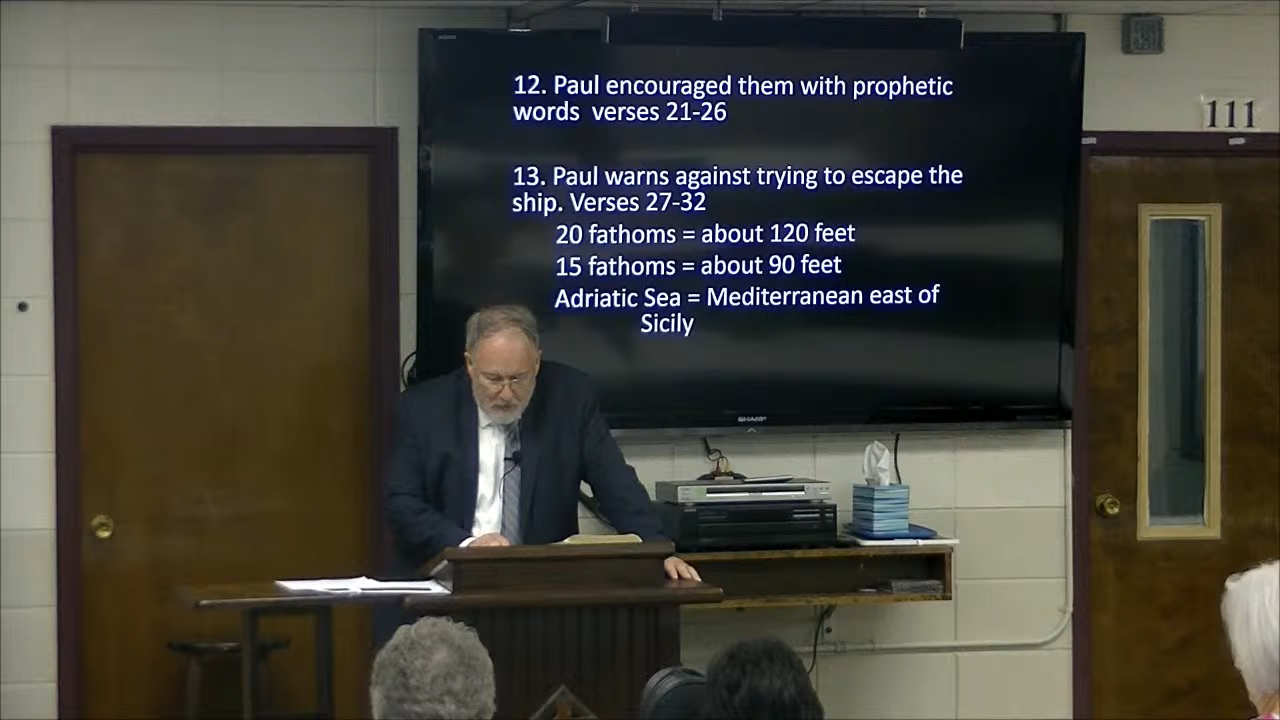 12. Paul encouraged them with prophetic
words verses 21-26
13. Paul warns against trying to escape the
ship. Verses 27-32
20 fathoms = about 120 feet
15 fathoms = about 90 feet
Adriatic Sea = Mediterranean east of
Sicily
111
SHARP